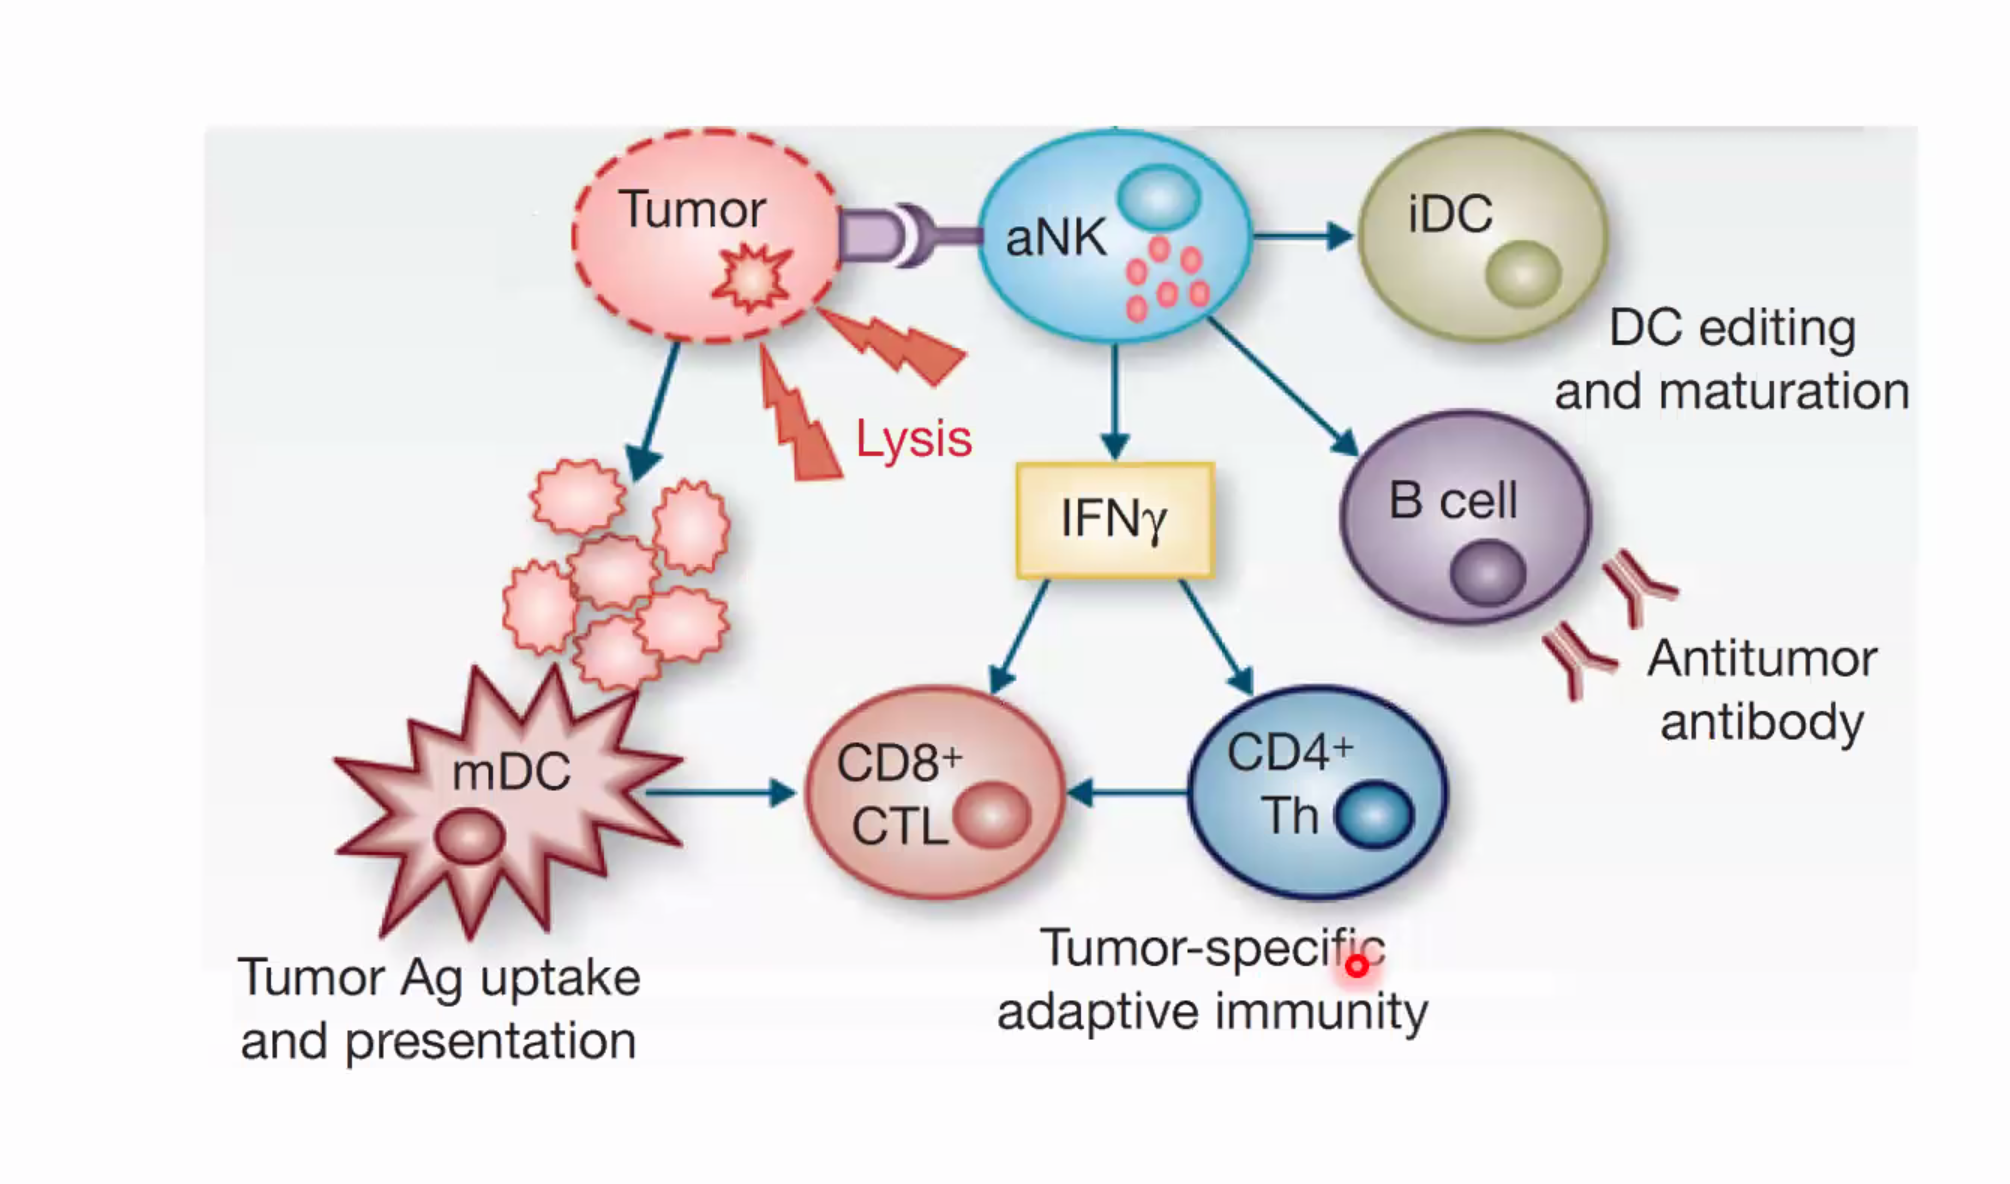 Tumor
aNK
iDC
DC editing
and maturation
Lysis
IFNγ
B cell
Antitumor
antibody
mDC
CD8+
CTL
CD4+
Th
Tumor Ag uptake
and presentation
Tumor-specific
adaptive immunity